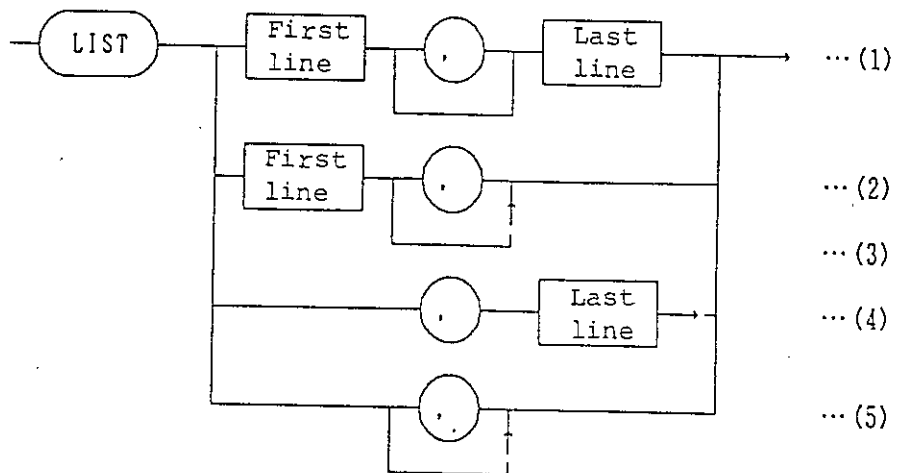 LIST
First
line
,
Last
line
…(1)
First
line
,
…(2)
…(3)
,
Last
line
…(4)
,
…(5)